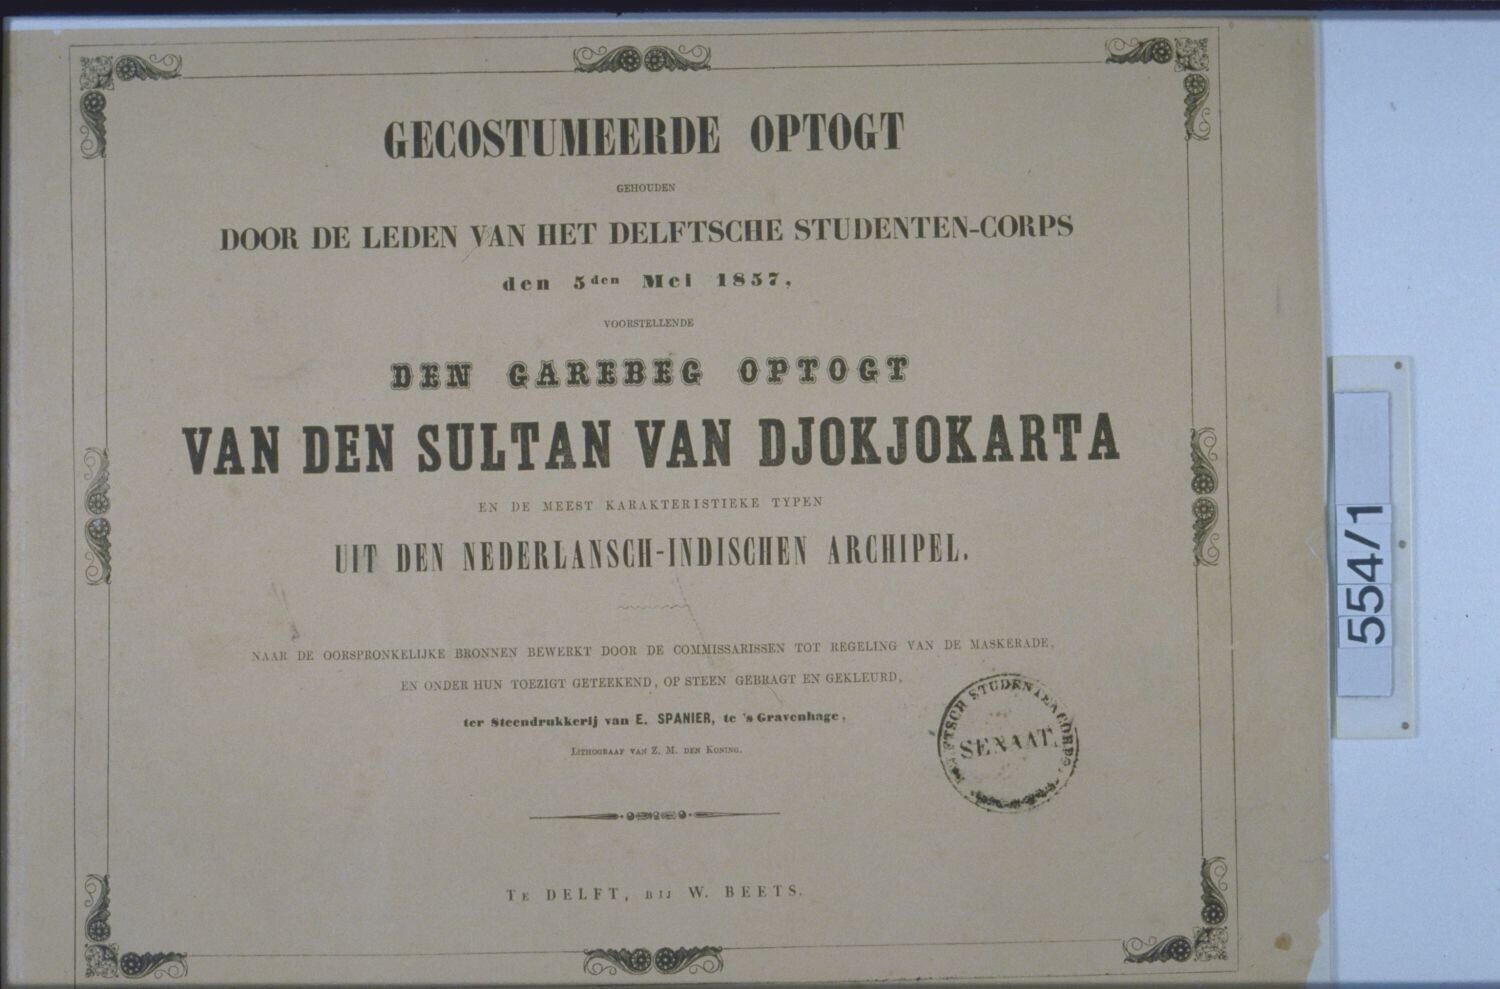 GECOSTUMEERDE OPTOGT
GEHOUDEN
DOOR DE LEDEN VAN HET DELFTSCHE STUDENTEN-CORPS
den 5den Mei 1857,
VOORSTELLENDE
DEN GAREBEG OPTOGT
VAN DEN SULTAN VAN DJOKJOKARTA
EN DE MEEST KARAKTERISTIEKE TYPEN
UIT DEN NEDERLANSCH-INDISCHEN ARCHIPEL.
NAAR DE OORSPRONKELIJKE BRONNEN BEWERKT DOOR DE COMMISSARISSEN TOT REGELING VAN DE MASKERADE,
EN ONDER HUN TOEZIGT GETEEKEND, OP STEEN GEBRAGT EN GEKLEURD,
ter Steendrukkerij van E. SPANIER, te 's Gravenhage,
LITHOGRAAF VAN Z. M. DEN KONING.
DELFTSCH STUDENTENCORPS
SENAAT.
TE DELFT, BIJ W. BEETS.
554/1